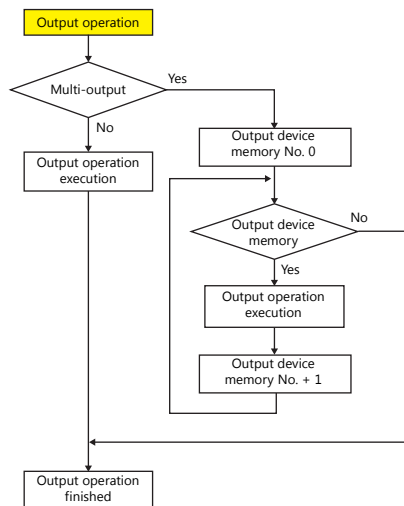 Output operation
Multi-output
Yes
No
Output operation
execution
Output device
memory No. 0
Output device
memory
No
Yes
Output operation
execution
Output device
memory No. + 1
Output operation
finished